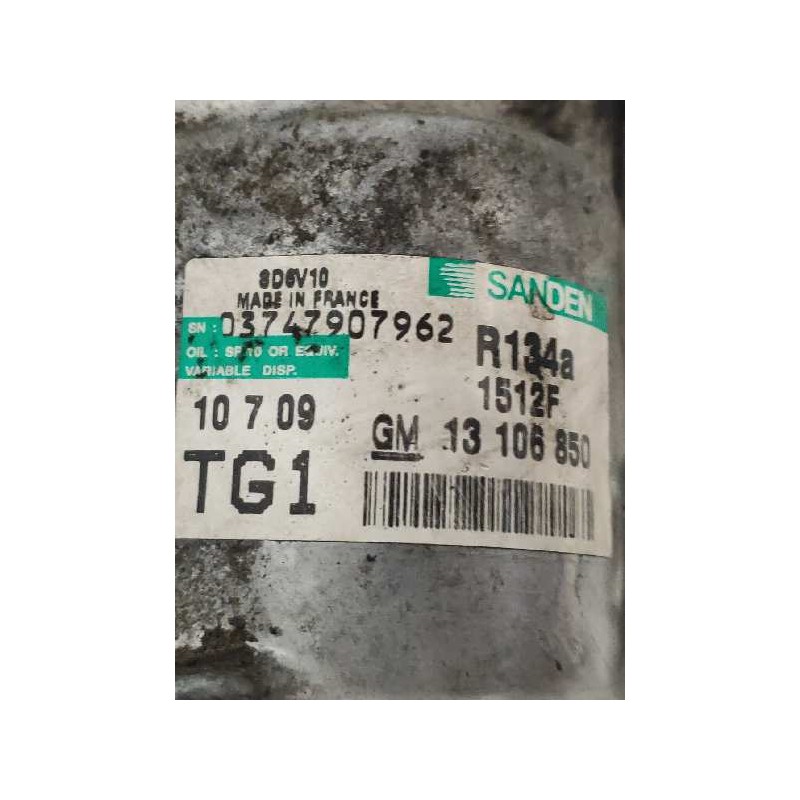 SD6V10
MADE IN FRANCE
SANDEN
SN : 03747907962
OIL : SP10 OR EQUIV.
VARIABLE DISP.
R134a
1512F
10 7 09
GM 13 106 850
TG1